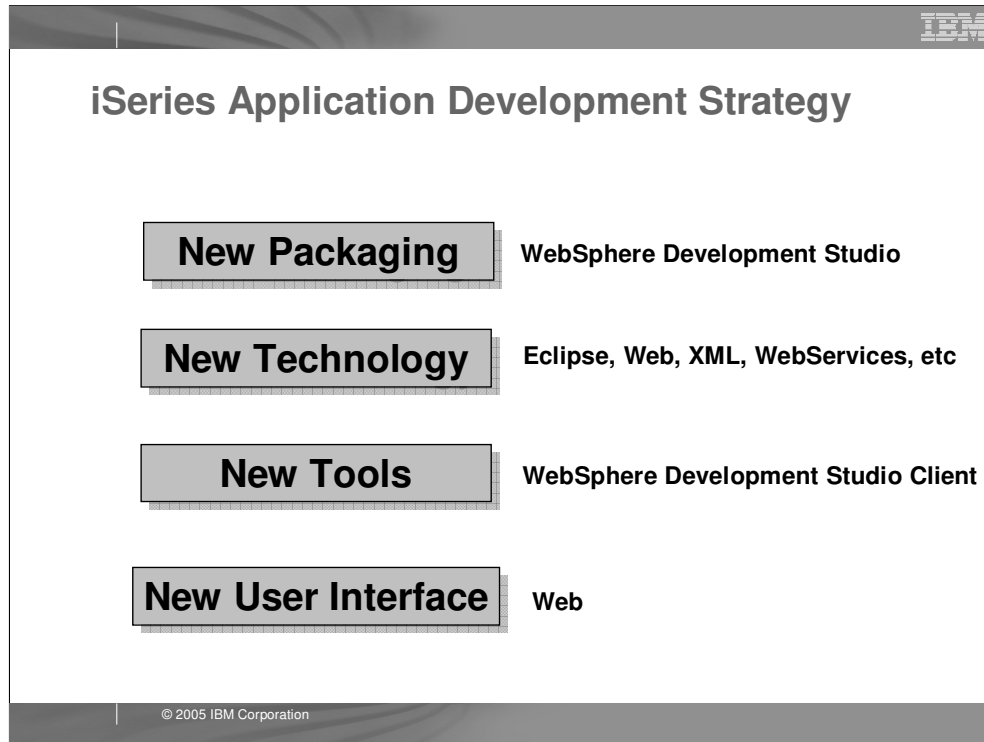 IBM
iSeries Application Development Strategy
New Packaging WebSphere Development Studio
New Technology Eclipse, Web, XML, WebServices, etc
New Tools WebSphere Development Studio Client
New User Interface Web
© 2005 IBM Corporation